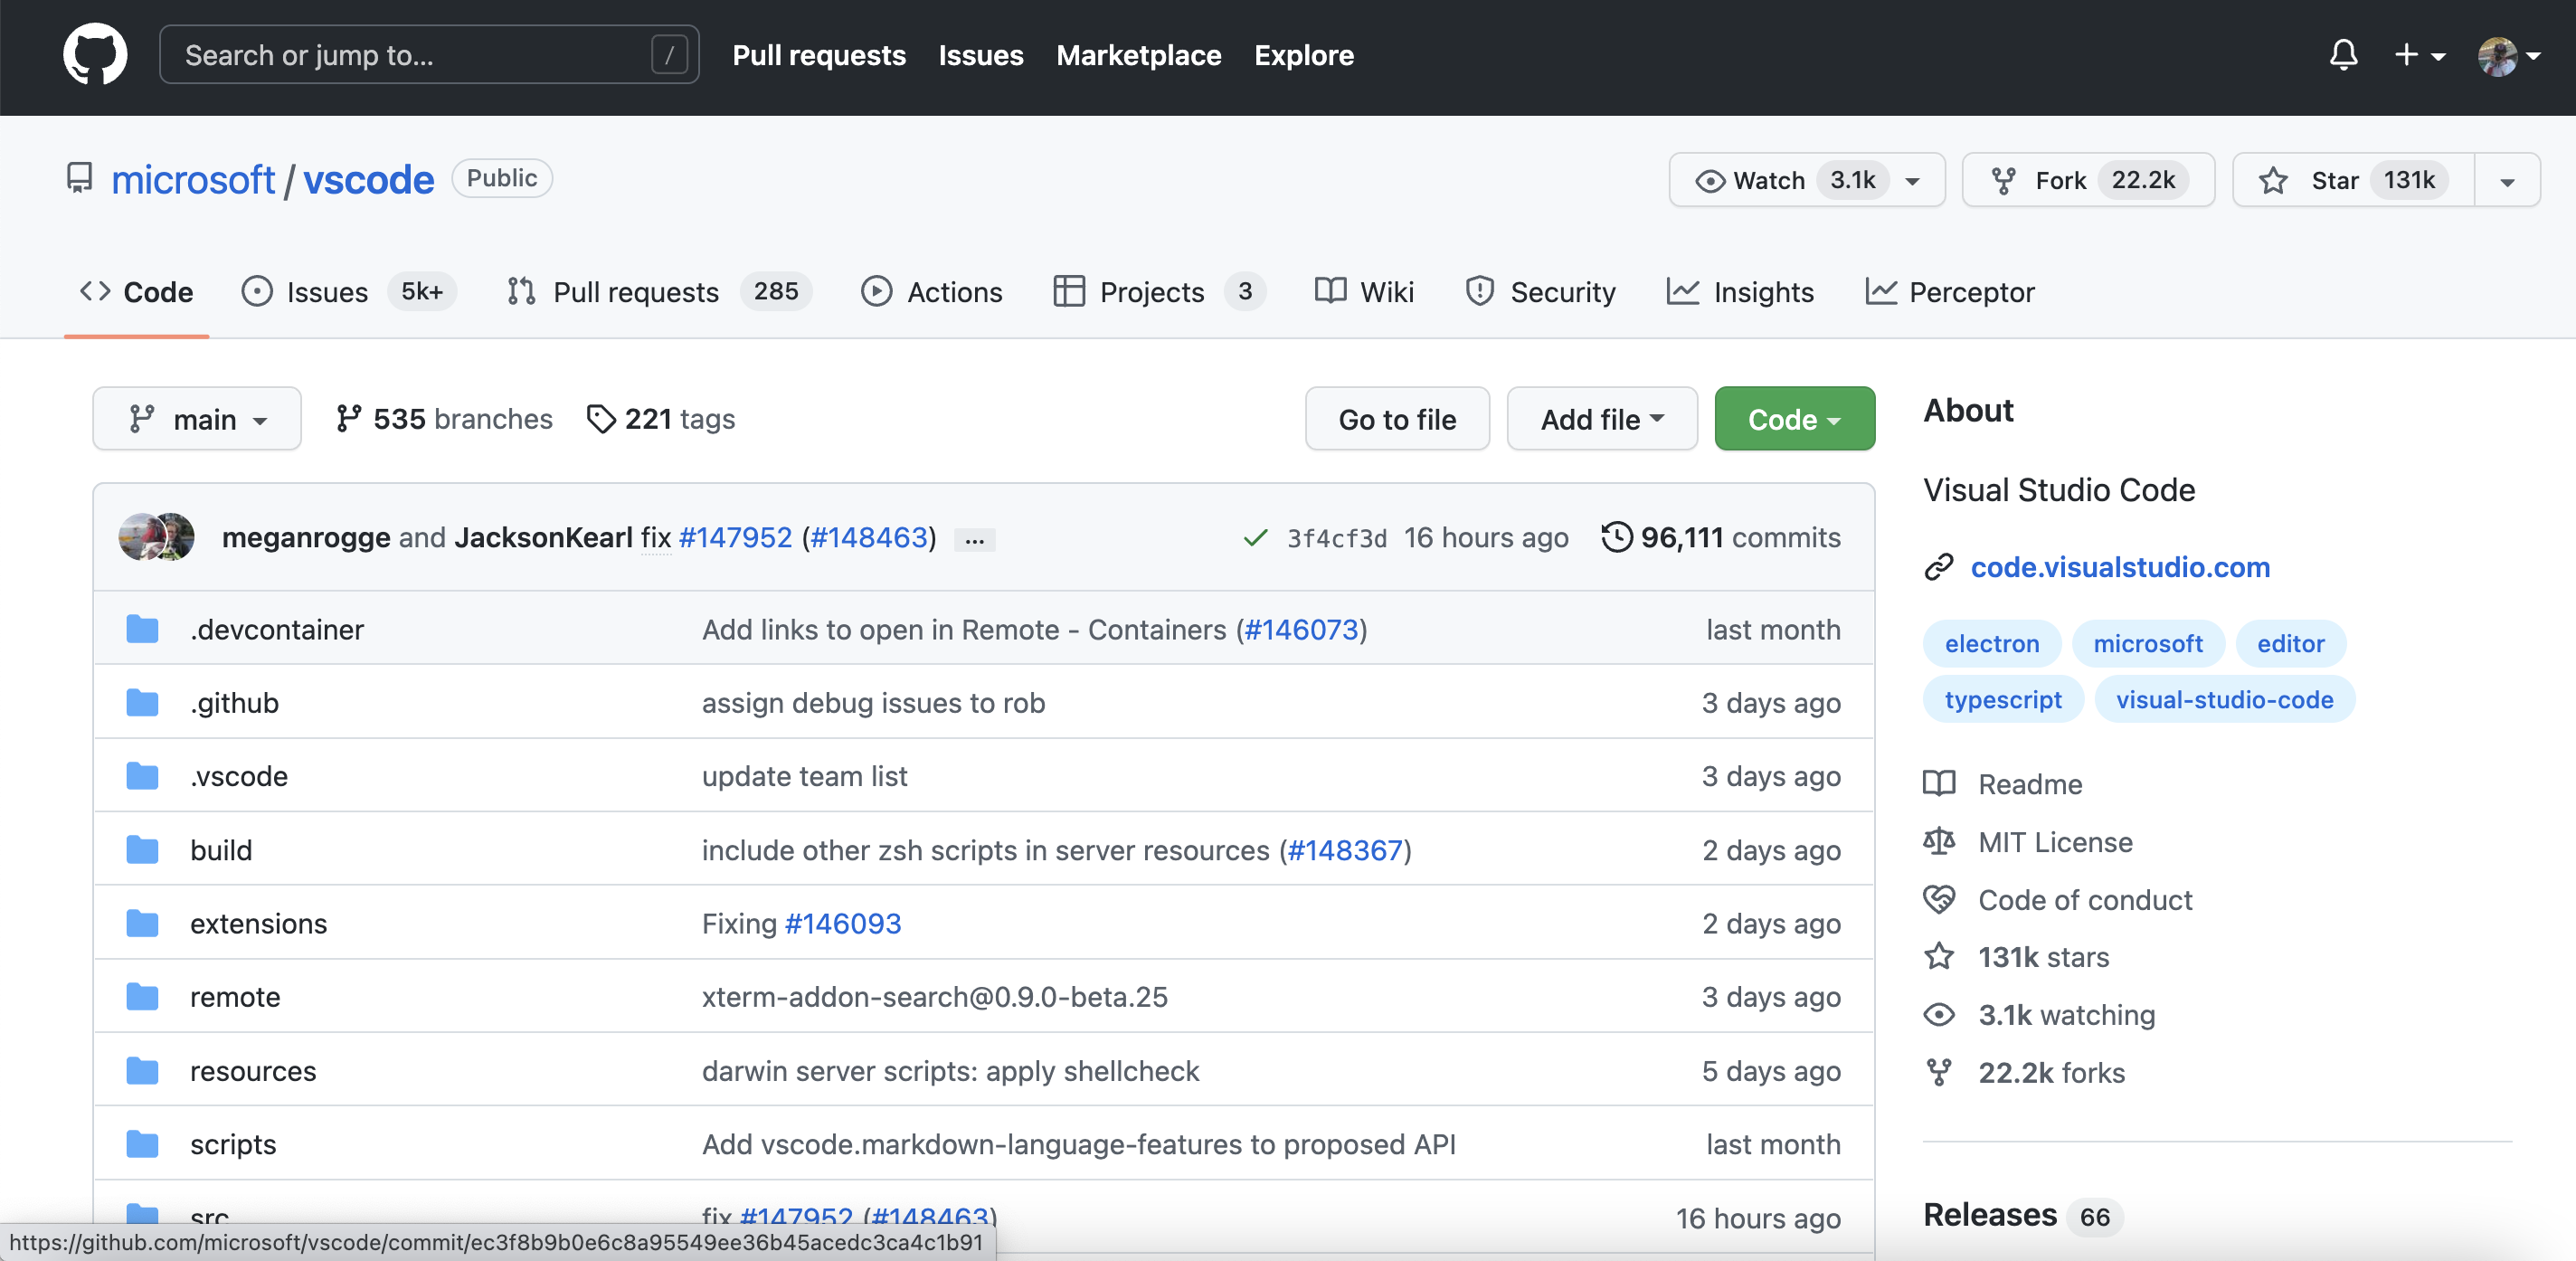 Search or jump to... / Pull requests Issues Marketplace Explore
microsoft / vscode Public Watch 3.1k Fork 22.2k Star 131k
Code Issues 5k+ Pull requests 285 Actions Projects 3 Wiki Security Insights Perceptor
main 535 branches 221 tags Go to file Add file Code
About
Visual Studio Code
code.visualstudio.com
electron microsoft editor
typescript visual-studio-code
Readme
MIT License
Code of conduct
131k stars
3.1k watching
22.2k forks
Releases 66
meganrogge and JacksonKearl fix #147952 (#148463) ... 3f4cf3d 16 hours ago 96,111 commits
.devcontainer Add links to open in Remote - Containers (#146073) last month
.github assign debug issues to rob 3 days ago
.vscode update team list 3 days ago
build include other zsh scripts in server resources (#148367) 2 days ago
extensions Fixing #146093 2 days ago
remote xterm-addon-search@0.9.0-beta.25 3 days ago
resources darwin server scripts: apply shellcheck 5 days ago
scripts Add vscode.markdown-language-features to proposed API last month
src fix #147952 (#148463) 16 hours ago
https://github.com/microsoft/vscode/commit/ec3f8b9b0e6c8a95549ee36b45acedc3ca4c1b91